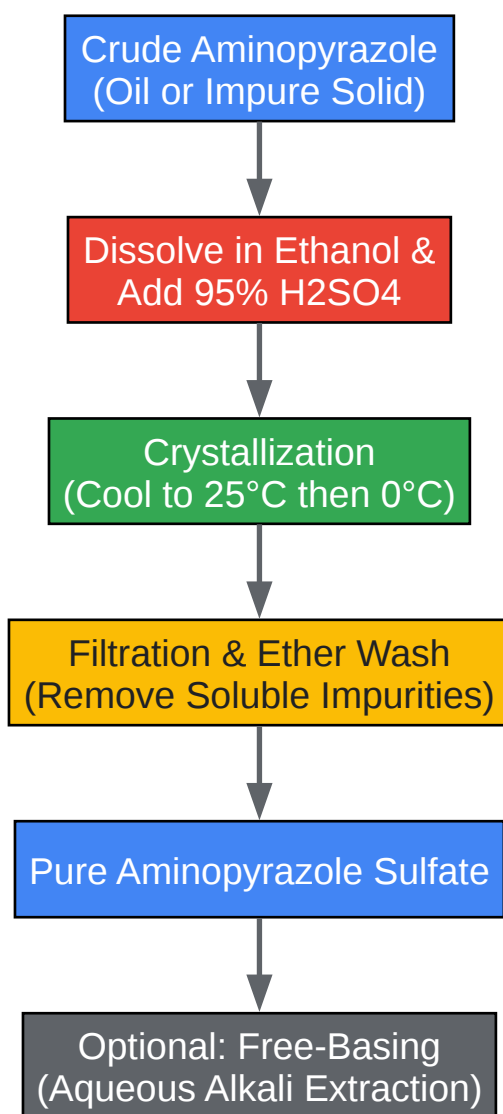 Crude Aminopyrazole
(Oil or Impure Solid)
Dissolve in Ethanol &
Add 95% H2SO4
Crystallization
(Cool to 25°C then 0°C)
Filtration & Ether Wash
(Remove Soluble Impurities)
Pure Aminopyrazole Sulfate
Optional: Free-Basing
(Aqueous Alkali Extraction)